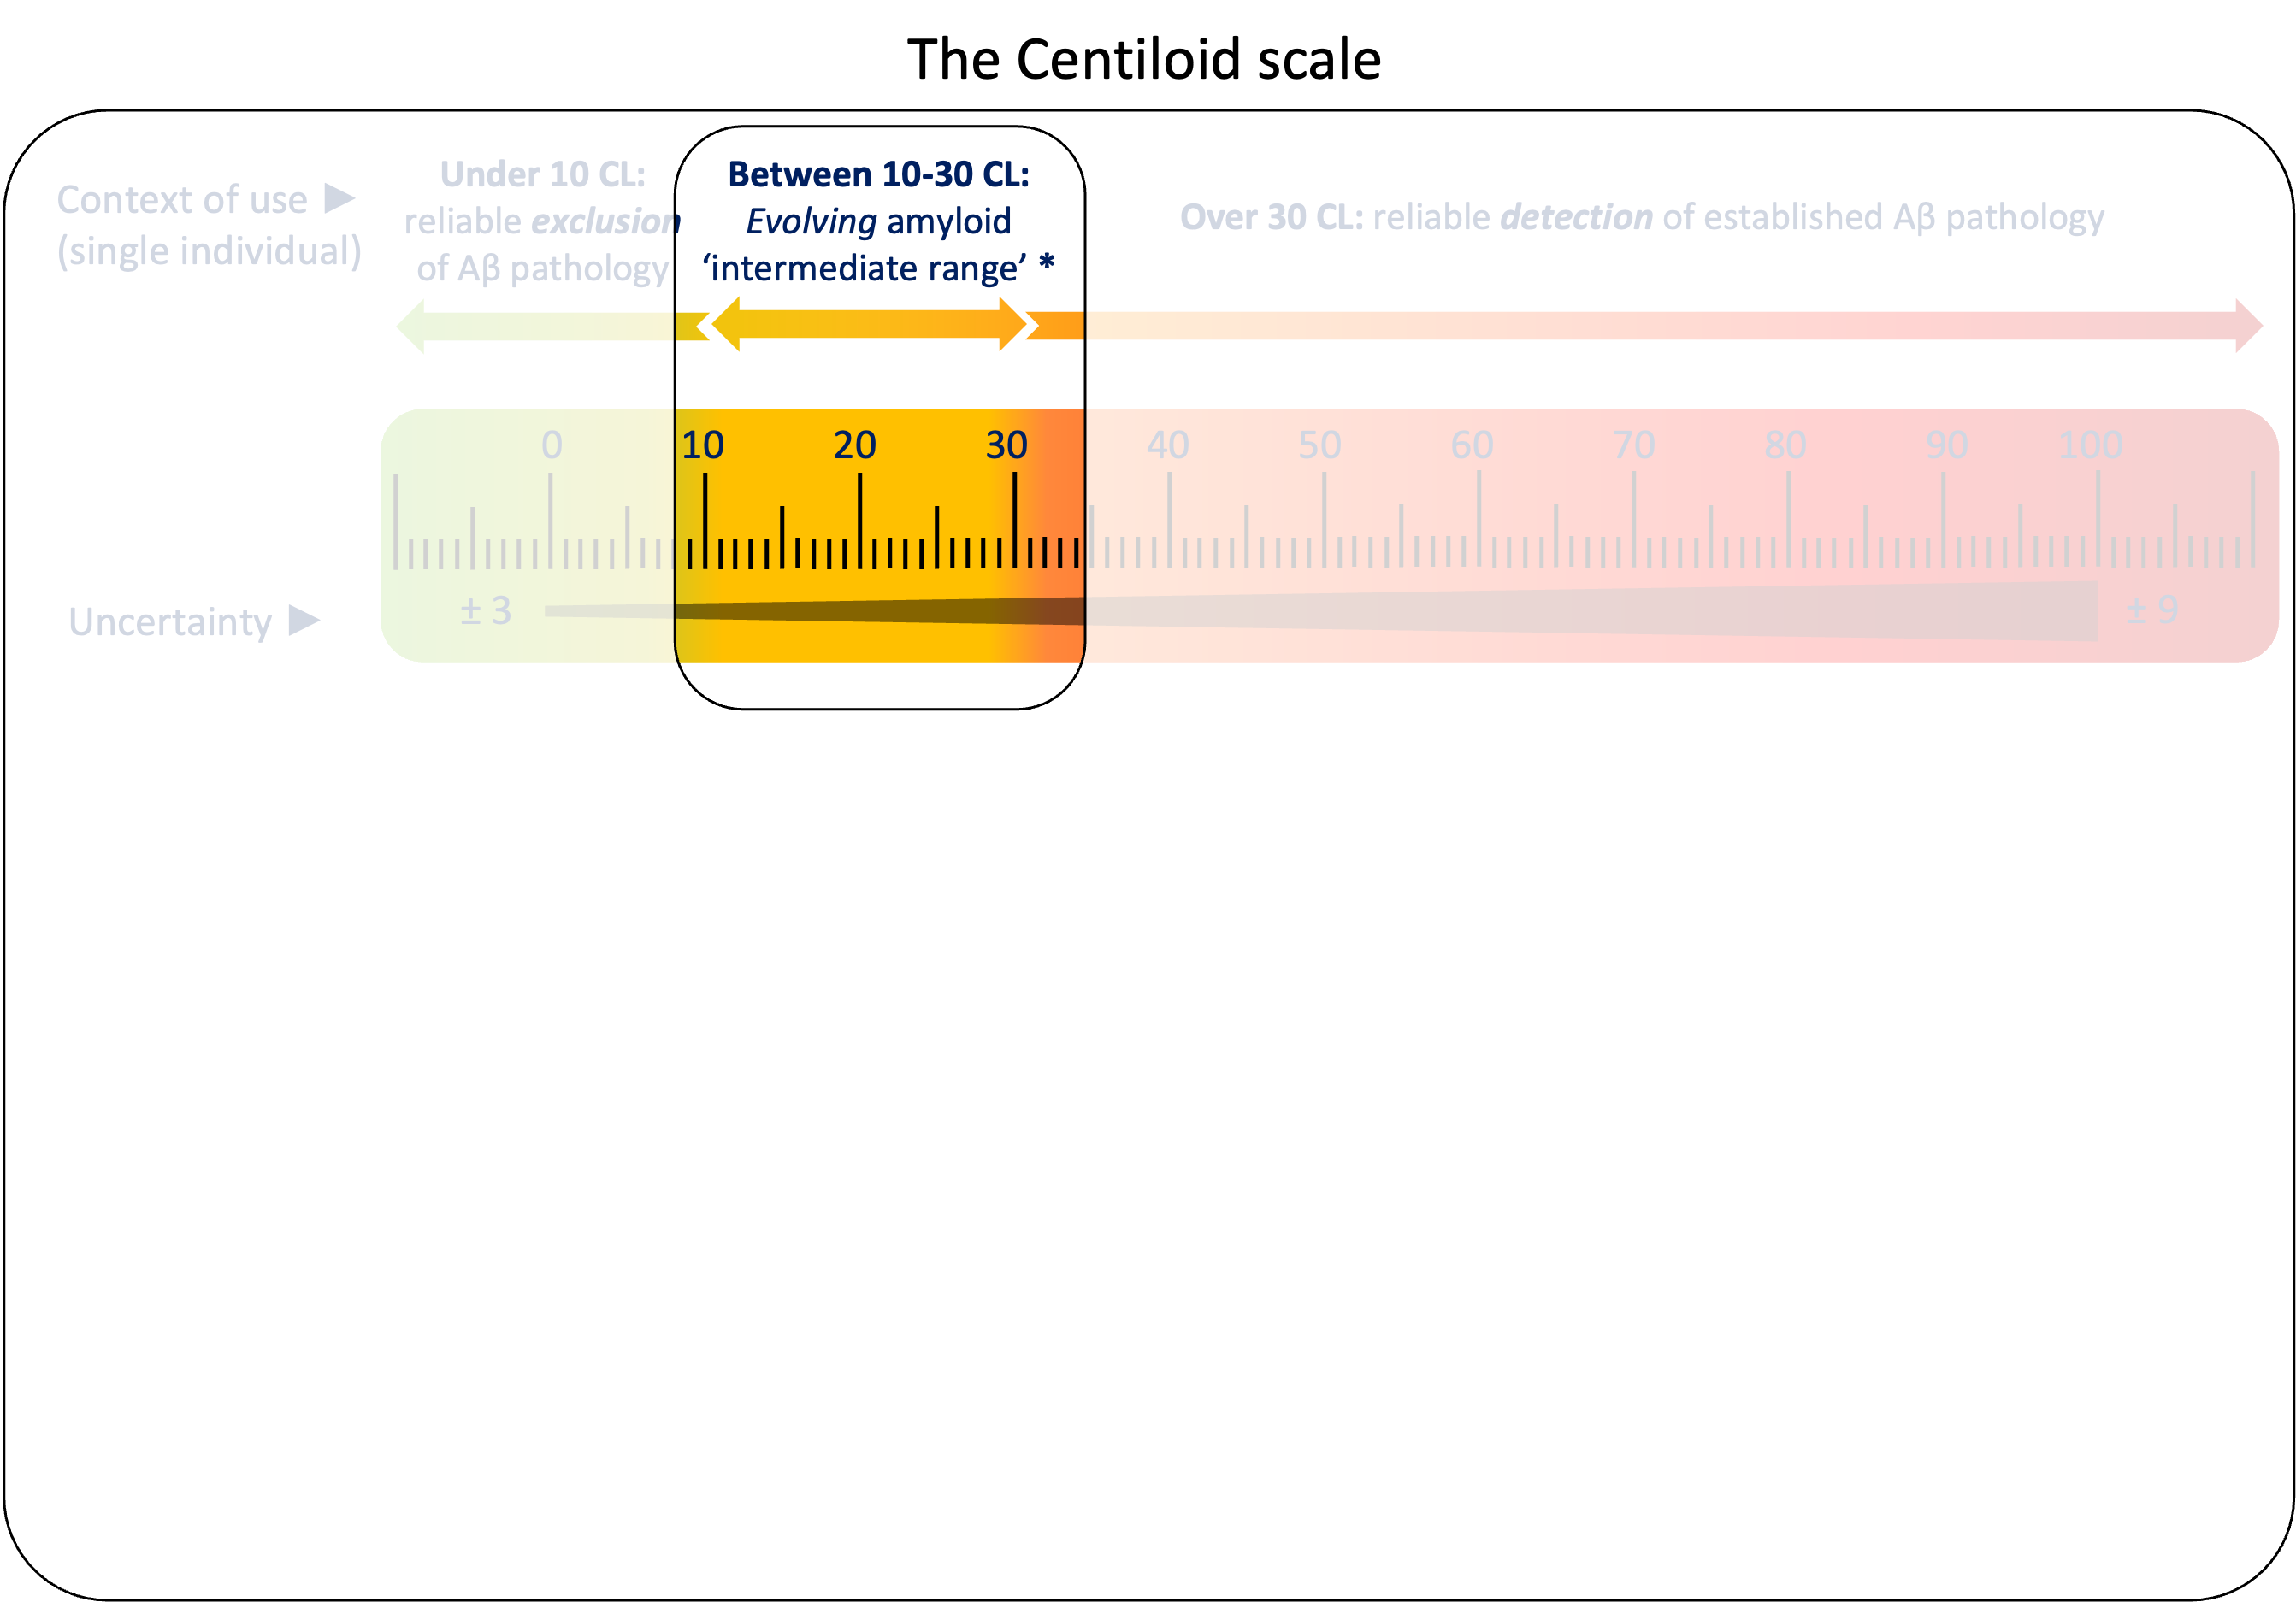 The Centiloid scale
Context of use ►
(single individual)
Under 10 CL:
reliable exclusion
of Aβ pathology
Between 10-30 CL:
Evolving amyloid
‘intermediate range’ *
Over 30 CL: reliable detection of established Aβ pathology
0 10 20 30 40 50 60 70 80 90 100
Uncertainty ►
± 3
± 9